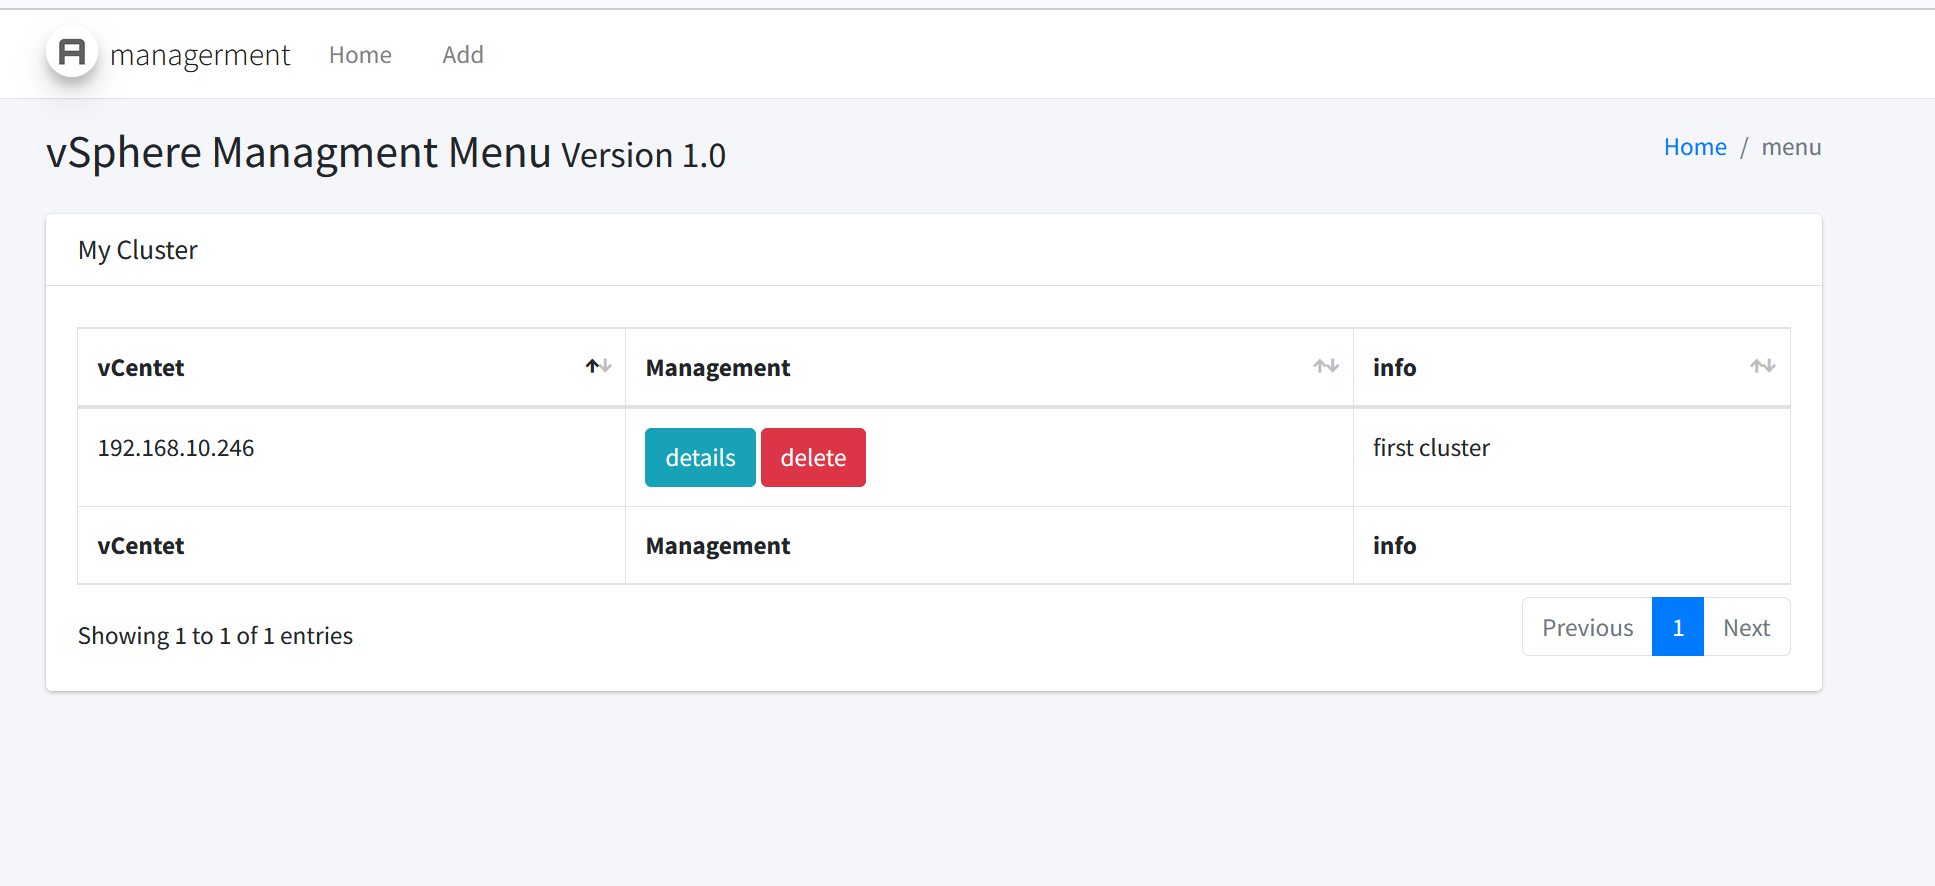 A managerment Home Add
vSphere Managment Menu Version 1.0
Home / menu
My Cluster
vCentet Management info
192.168.10.246 details delete first cluster
vCentet Management info
Showing 1 to 1 of 1 entries
Previous 1 Next